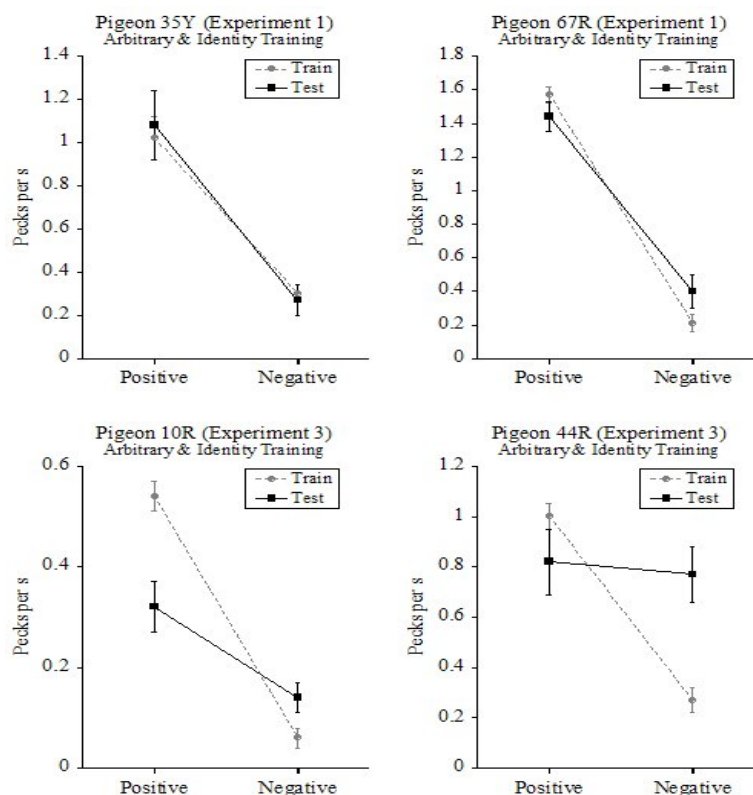 Pigeon 35Y (Experiment 1)
Arbitrary & Identity Training
1.4
1.2
1
0.8
0.6
0.4
0.2
0
Pecks per s
Train
Test
Positive Negative
Pigeon 67R (Experiment 1)
Arbitrary & Identity Training
1.8
1.6
1.4
1.2
1
0.8
0.6
0.4
0.2
0
Pecks per s
Train
Test
Positive Negative
Pigeon 10R (Experiment 3)
Arbitrary & Identity Training
0.6
0.4
0.2
0
Pecks per s
Train
Test
Positive Negative
Pigeon 44R (Experiment 3)
Arbitrary & Identity Training
1.2
1
0.8
0.6
0.4
0.2
0
Pecks per s
Train
Test
Positive Negative